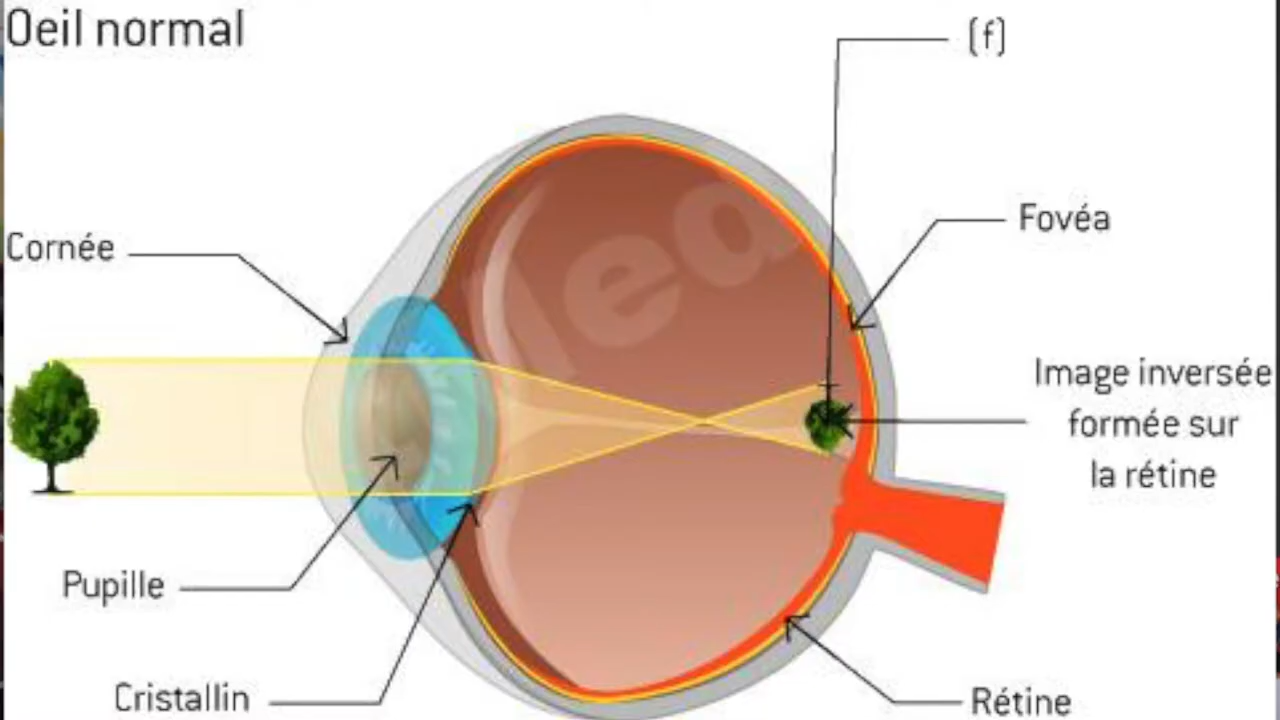 Oeil normal
(f)
Fovéa
Cornée
Image inversée
formée sur
la rétine
Pupille
Cristallin
Rétine